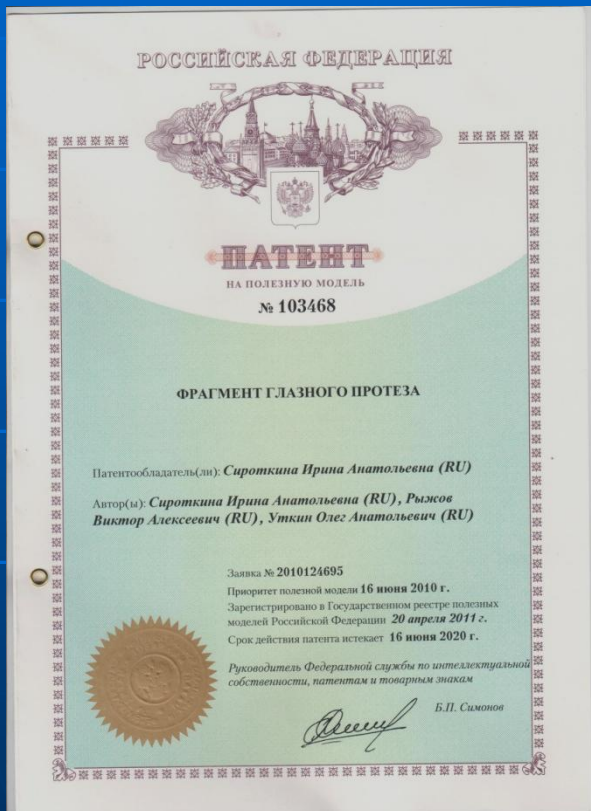 РОССИЙСКАЯ ФЕДЕРАЦИЯ
ПАТЕНТ
НА ПОЛЕЗНУЮ МОДЕЛЬ
№ 103468
ФРАГМЕНТ ГЛАЗНОГО ПРОТЕЗА
Патентообладатель(ли): Сироткина Ирина Анатольевна (RU)
Автор(ы): Сироткина Ирина Анатольевна (RU), Рыжов
Виктор Алексеевич (RU), Уткин Олег Анатольевич (RU)
Заявка № 2010124695
Приоритет полезной модели 16 июня 2010 г.
Зарегистрировано в Государственном реестре полезных
моделей Российской Федерации 20 апреля 2011 г.
Срок действия патента истекает 16 июня 2020 г.
Руководитель Федеральной службы по интеллектуальной
собственности, патентам и товарным знакам
Б.П. Симонов